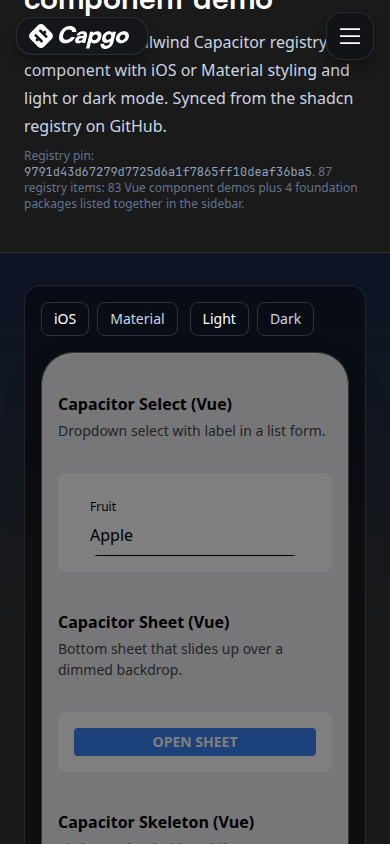 component demo
Capgo
lwind Capacitor registry
component with iOS or Material styling and
light or dark mode. Synced from the shadcn
registry on GitHub.
Registry pin:
9791d43d67279d7725d6a1f7865ff10deaf36ba5. 87
registry items: 83 Vue component demos plus 4 foundation
packages listed together in the sidebar.
iOS Material Light Dark
Capacitor Select (Vue)
Dropdown select with label in a list form.
Fruit
Apple
Capacitor Sheet (Vue)
Bottom sheet that slides up over a
dimmed backdrop.
OPEN SHEET
Capacitor Skeleton (Vue)